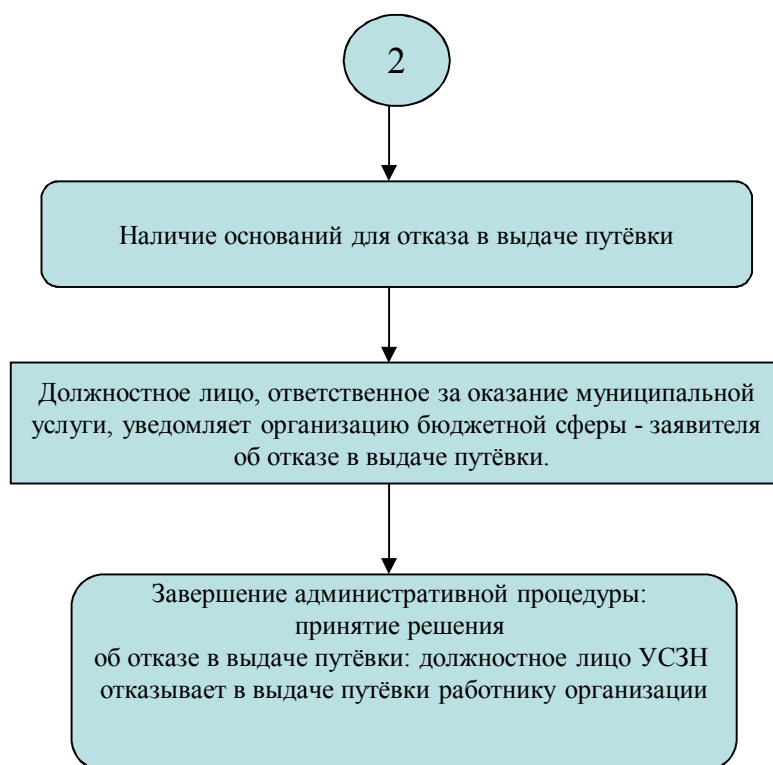 2
Наличие оснований для отказа в выдаче путёвки
Должностное лицо, ответственное за оказание муниципальной
услуги, уведомляет организацию бюджетной сферы - заявителя
об отказе в выдаче путёвки.
Завершение административной процедуры:
принятие решения
об отказе в выдаче путёвки: должностное лицо УСЗН
отказывает в выдаче путёвки работнику организации